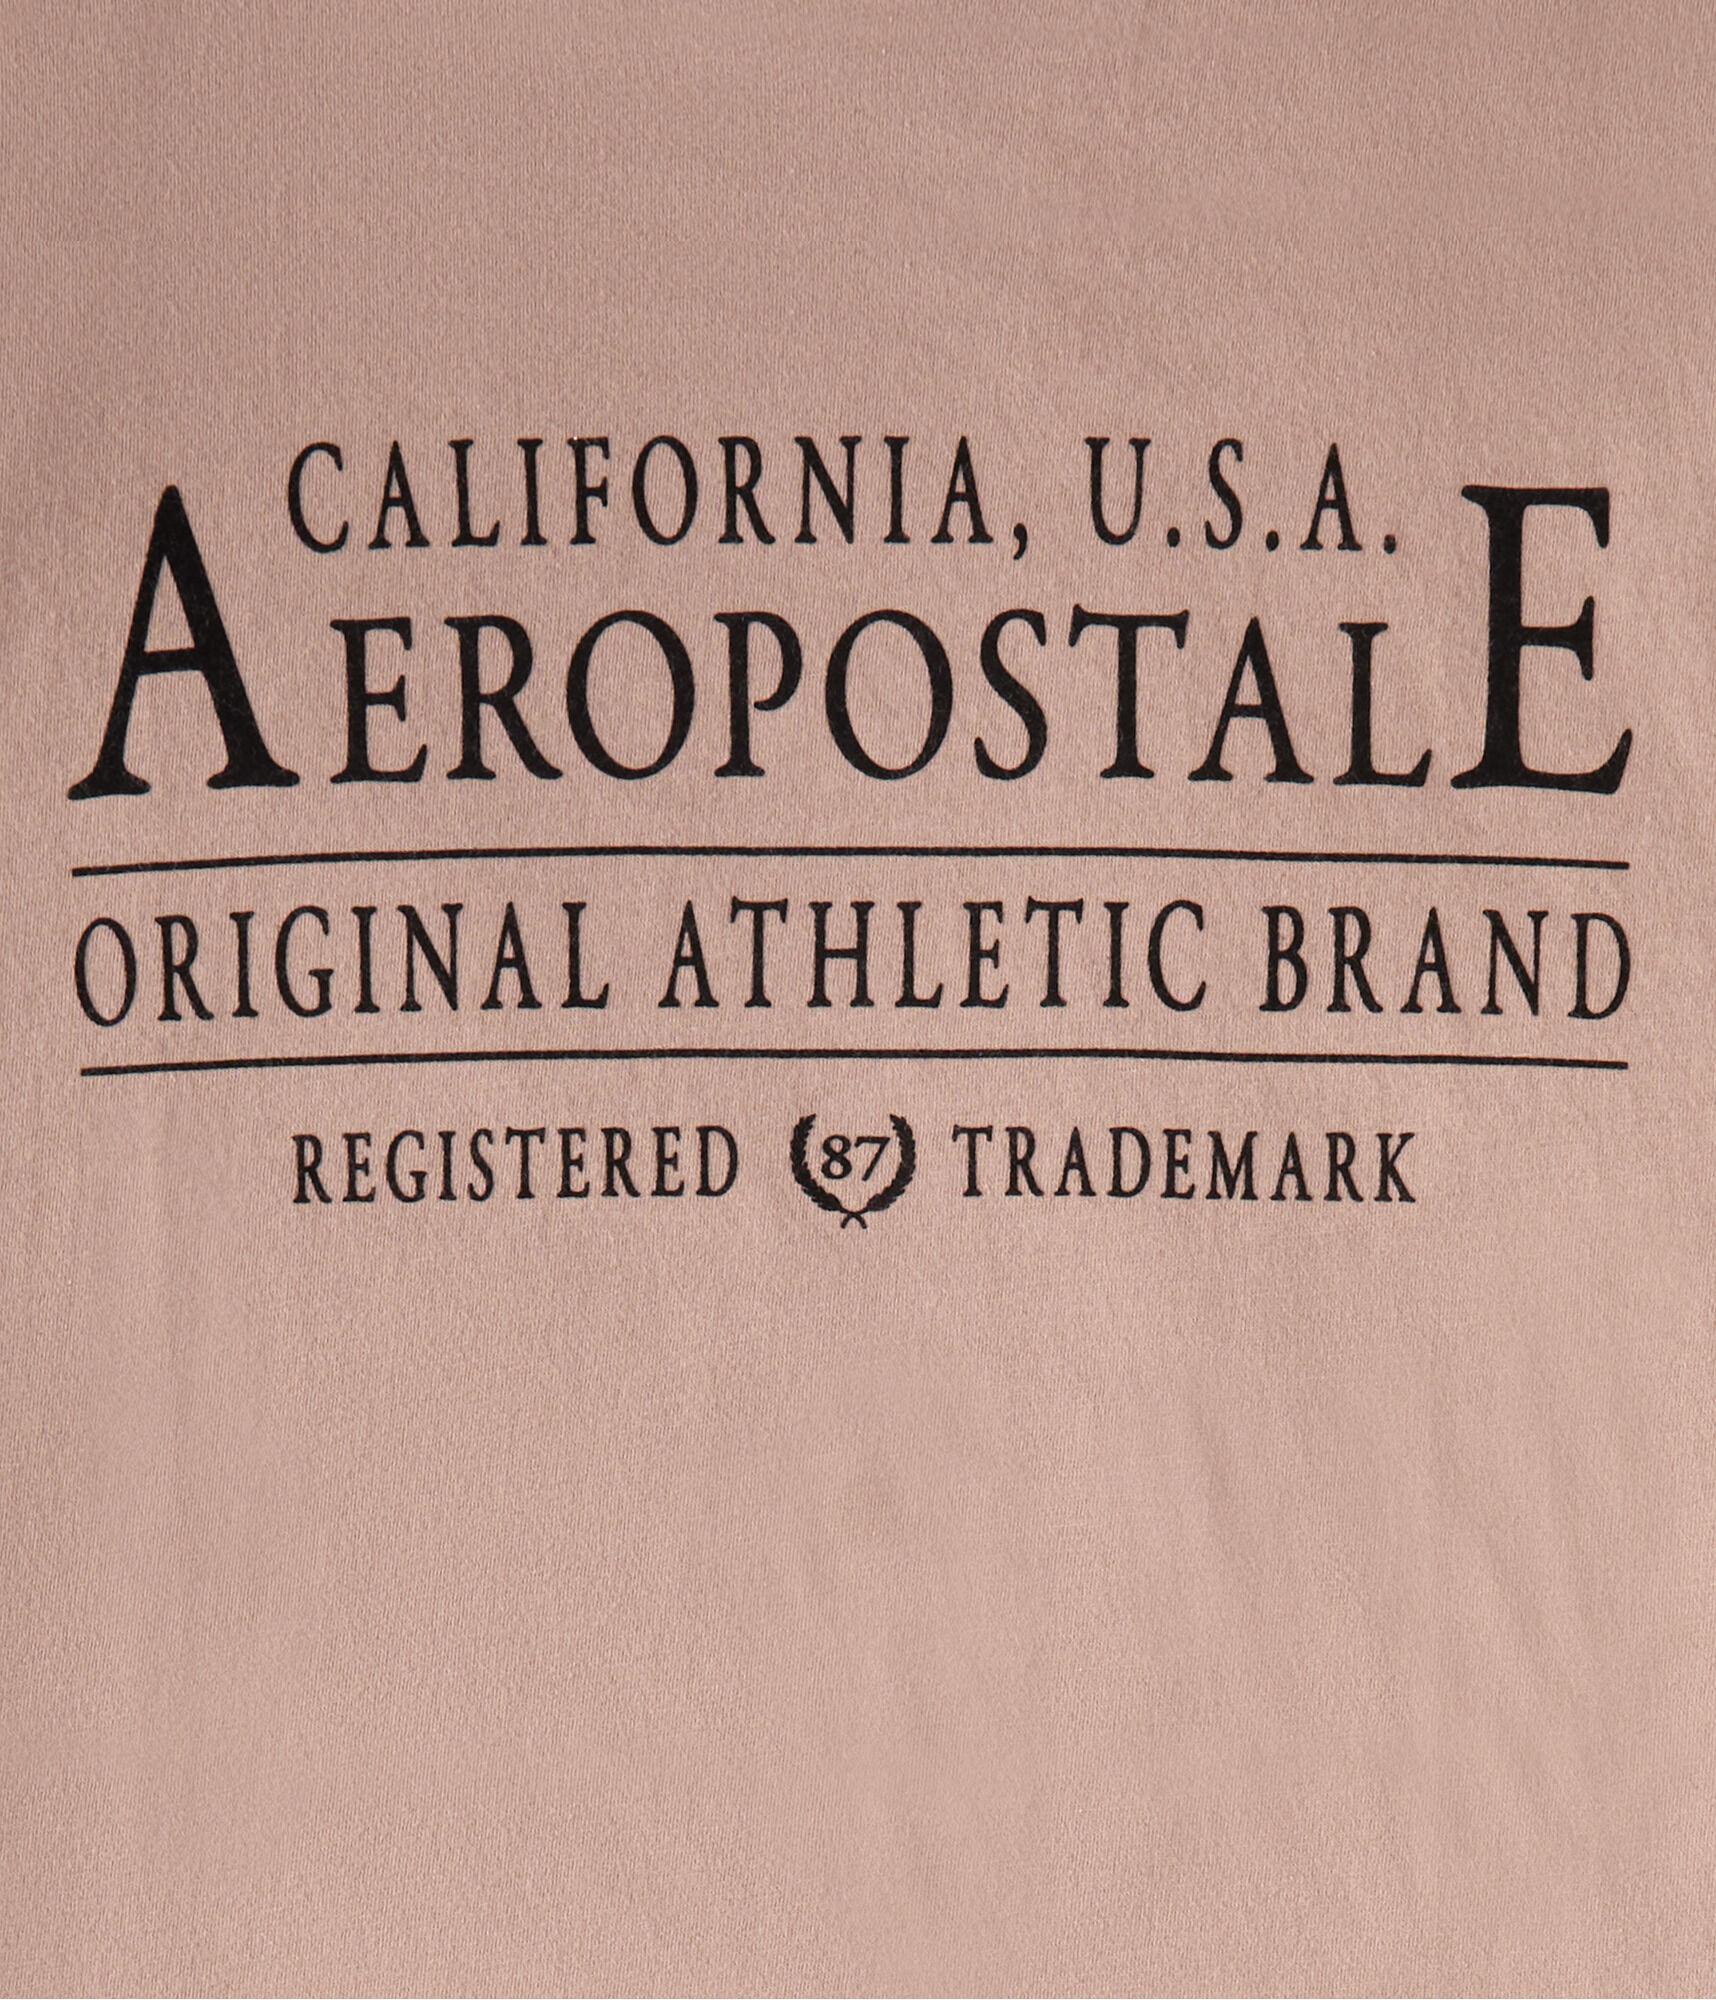 CALIFORNIA, U.S.A.
AEROPOSTALE
ORIGINAL ATHLETIC BRAND
REGISTERED 87 TRADEMARK